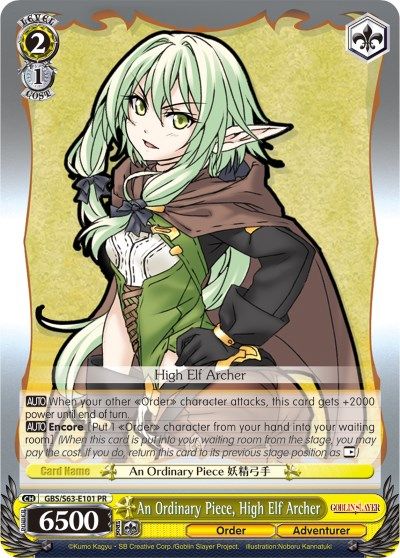 LEVEL
2
1
COST
High Elf Archer
AUTO When your other «Order» character attacks, this card gets +2000
power until end of turn.
AUTO Encore [Put 1 «Order» character from your hand into your waiting
room] (When this card is put into your waiting room from the stage, you may
pay the cost. If you do, return this card to its previous stage position as REST)
Card Name An Ordinary Piece 妖精弓手
CH GBS/S63-E101 PR
An Ordinary Piece, High Elf Archer
GOBLIN SLAYER
POWER 6500 SOUL
Order Adventurer
©Kumo Kagyu・SB Creative Corp./Goblin Slayer Project. illustration:Noboru Kannatuki